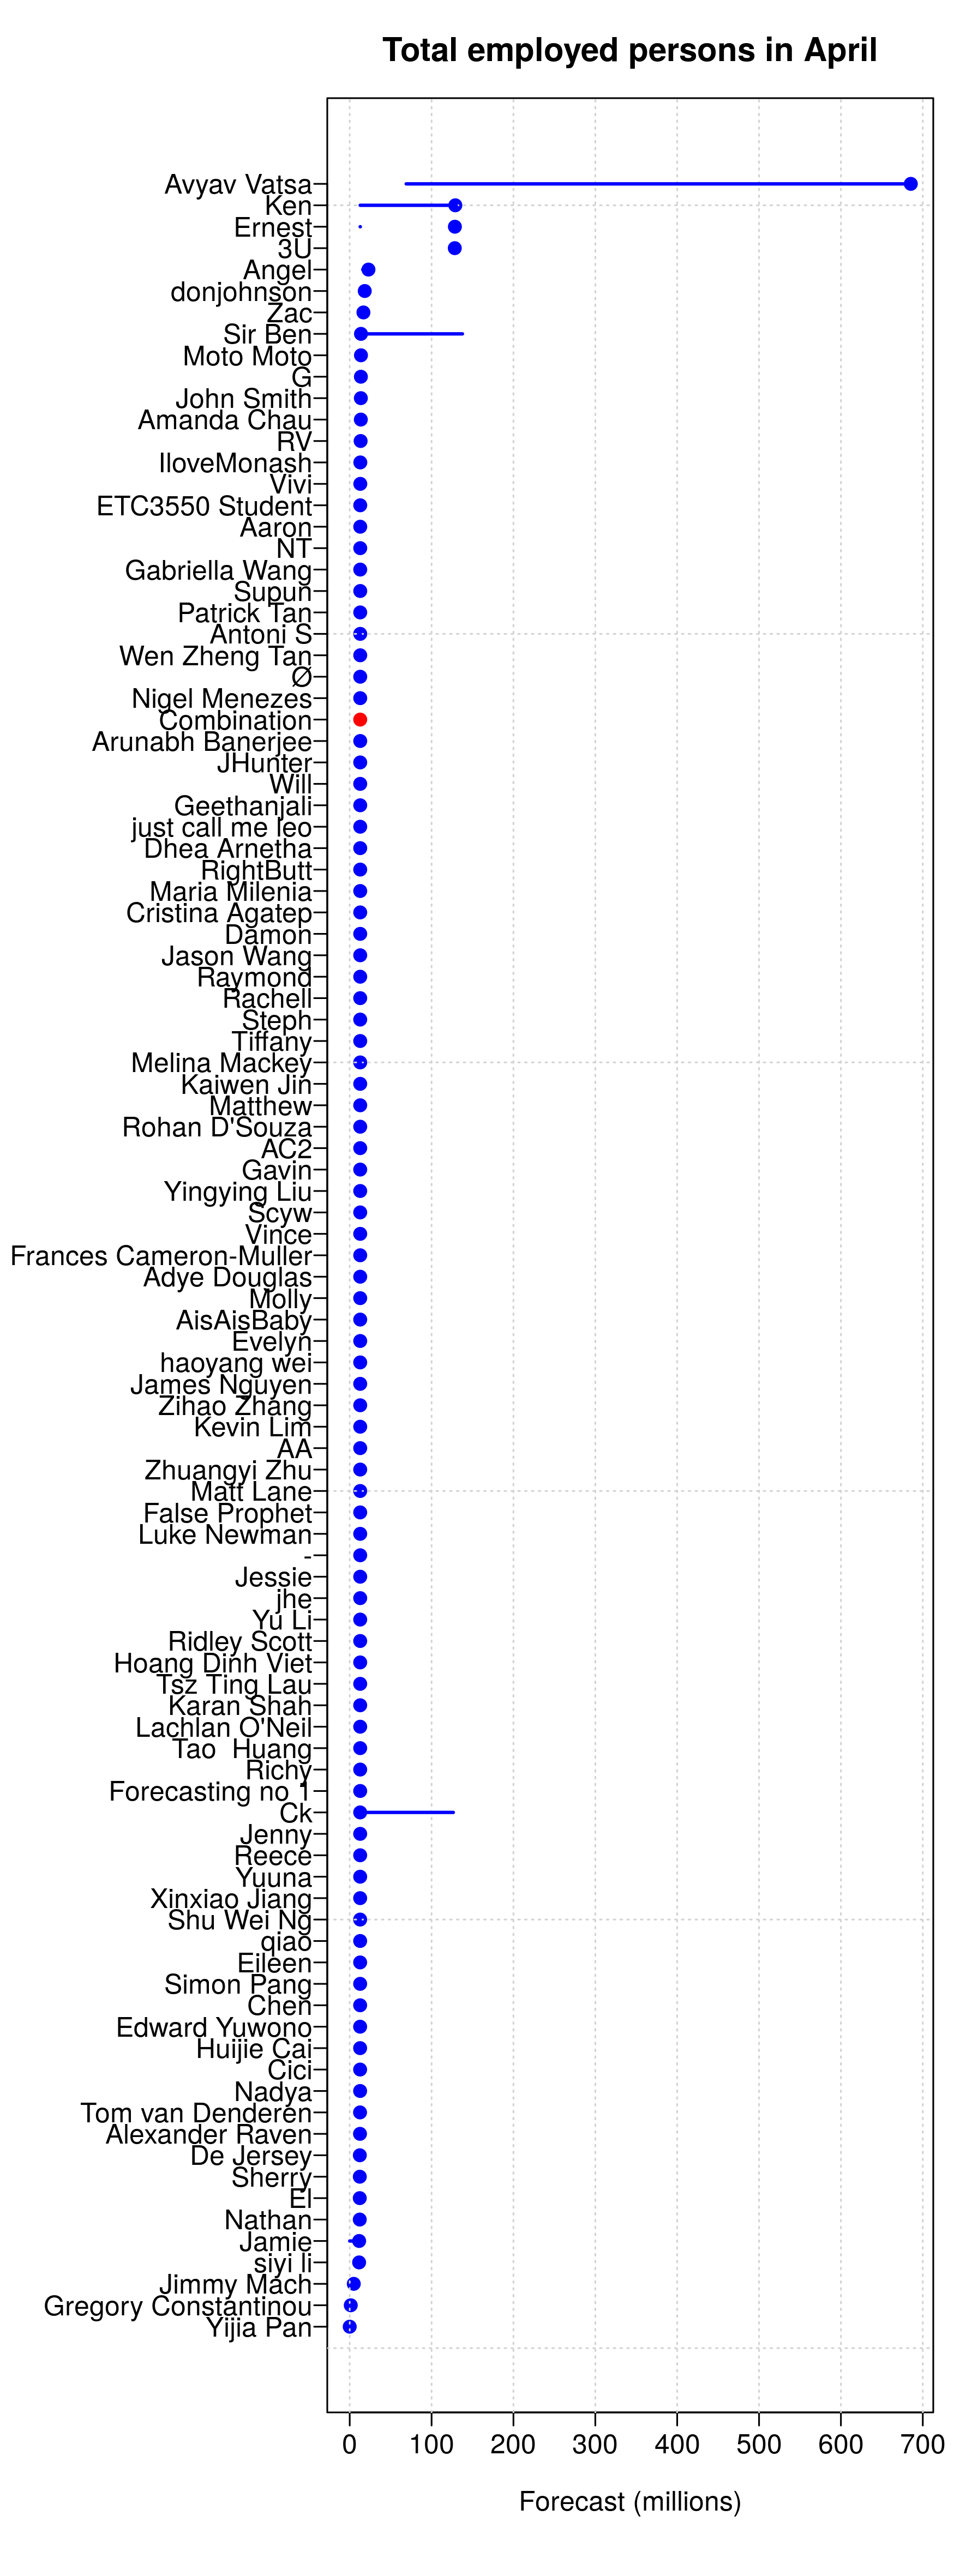 Total employed persons in April
Avyav Vatsa
Ken
Ernest
3U
Angel
donjohnson
Zac
Sir Ben
Moto Moto
G
John Smith
Amanda Chau
RV
IloveMonash
Vivi
ETC3550 Student
Aaron
NT
Gabriella Wang
Supun
Patrick Tan
Antoni S
Wen Zheng Tan
Ø
Nigel Menezes
Combination
Arunabh Banerjee
JHunter
Will
Geethanjali
just call me leo
Dhea Arnetha
RightButt
Maria Milenia
Cristina Agatep
Damon
Jason Wang
Raymond
Rachell
Steph
Tiffany
Melina Mackey
Kaiwen Jin
Matthew
Rohan D'Souza
AC2
Gavin
Yingying Liu
Scyw
Vince
Frances Cameron-Muller
Adye Douglas
Molly
AisAisBaby
Evelyn
haoyang wei
James Nguyen
Zihao Zhang
Kevin Lim
AA
Zhuangyi Zhu
Matt Lane
False Prophet
Luke Newman
-
Jessie
jhe
Yu Li
Ridley Scott
Hoang Dinh Viet
Tsz Ting Lau
Karan Shah
Lachlan O'Neil
Tao  Huang
Richy
Forecasting no 1
Ck
Jenny
Reece
Yuuna
Xinxiao Jiang
Shu Wei Ng
qiao
Eileen
Simon Pang
Chen
Edward Yuwono
Huijie Cai
Cici
Nadya
Tom van Denderen
Alexander Raven
De Jersey
Sherry
El
Nathan
Jamie
siyi li
Jimmy Mach
Gregory Constantinou
Yijia Pan
0 100 200 300 400 500 600 700
Forecast (millions)